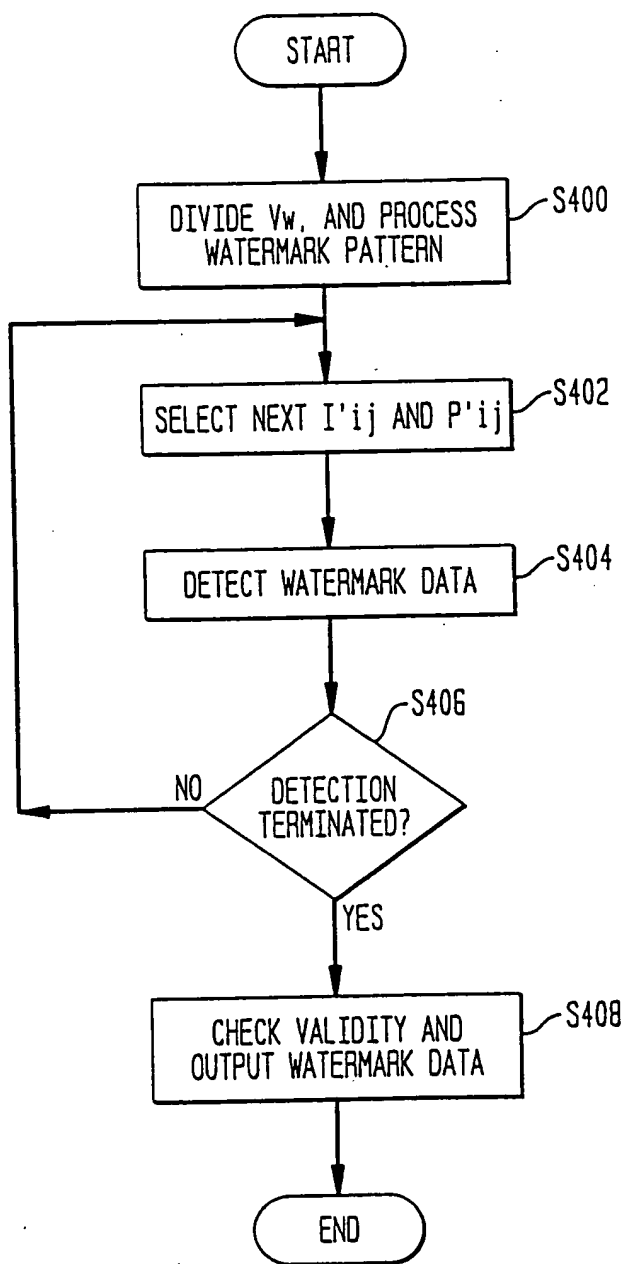 START
DIVIDE Vw, AND PROCESS
WATERMARK PATTERN
S400
SELECT NEXT I'ij AND P'ij
S402
DETECT WATERMARK DATA
S404
S406
DETECTION
TERMINATED?
NO
YES
CHECK VALIDITY AND
OUTPUT WATERMARK DATA
S408
END